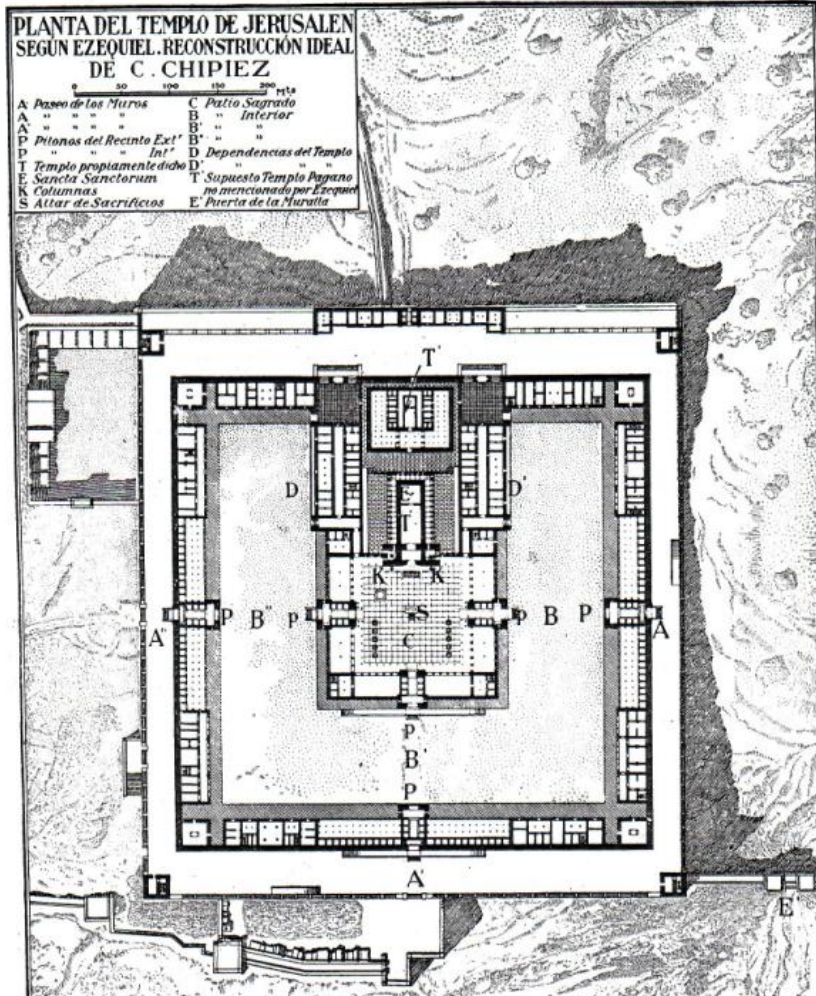 PLANTA DEL TEMPLO DE JERUSALEN
SEGÚN EZEQUIEL. RECONSTRUCCIÓN IDEAL
DE C. CHIPIEZ
0 50 100 150 200 Mts
A Paseo de los Muros
A' " " " "
A" " " " "
P Pilonos del Recinto Extr
P " " " Intr
T Templo propiamente dicho
E Sancta Sanctorum
K Columnas
S Altar de Sacrificios
C Patio Sagrado
B " Interior
B' " "
B" " "
D Dependencias del Templo
D' " " "
T' Supuesto Templo Pagano
no mencionado por Ezequiel
E' Puerta de la Muralla
T'
D E D'
T
K K
A" P B" P S P B P A
C
P
B'
P
A'
E'